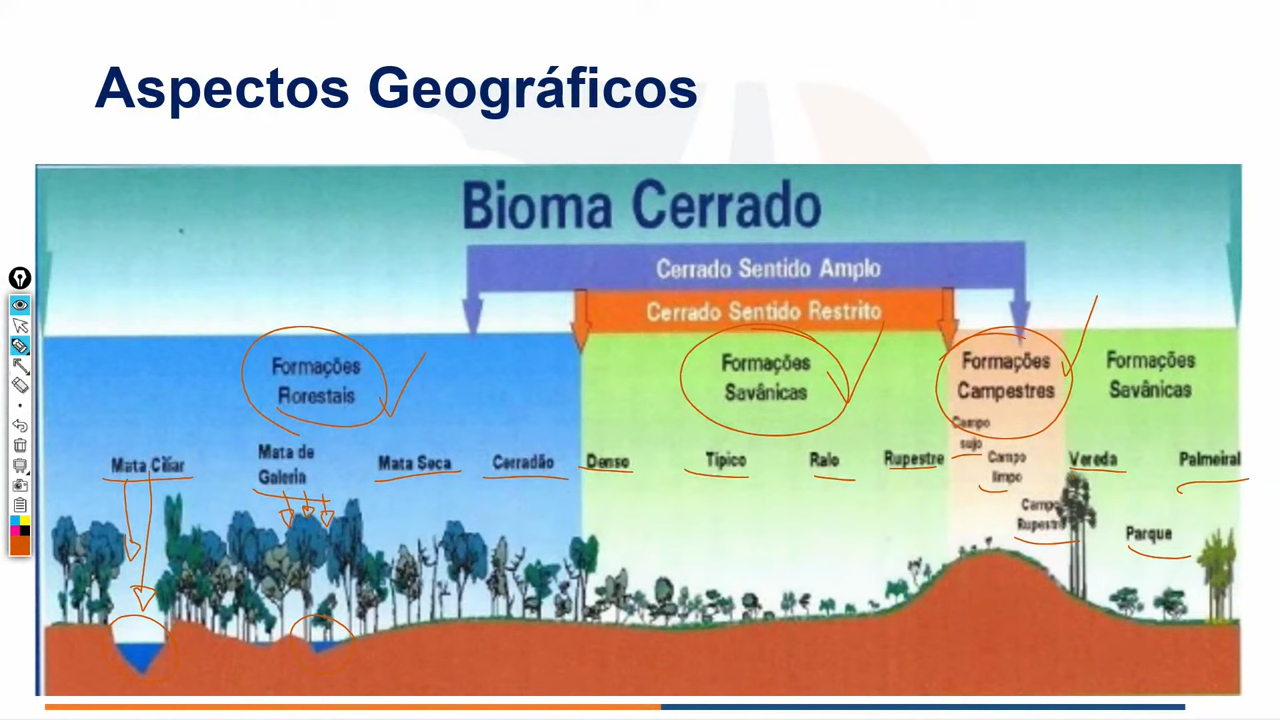 Aspectos Geográficos
Bioma Cerrado
Cerrado Sentido Amplo
Cerrado Sentido Restrito
Formações
Rorestais
Formações
Savânicas
Formações
Campestres
Formações
Savânicas
Mata Ciliar
Mata de
Galeria
Mata Seca
Cerradão
Denso
Típico
Ralo
Rupestre
Campo
sujo
Campo
limpo
Campo
Rupestre
Vereda
Parque
Palmeiral